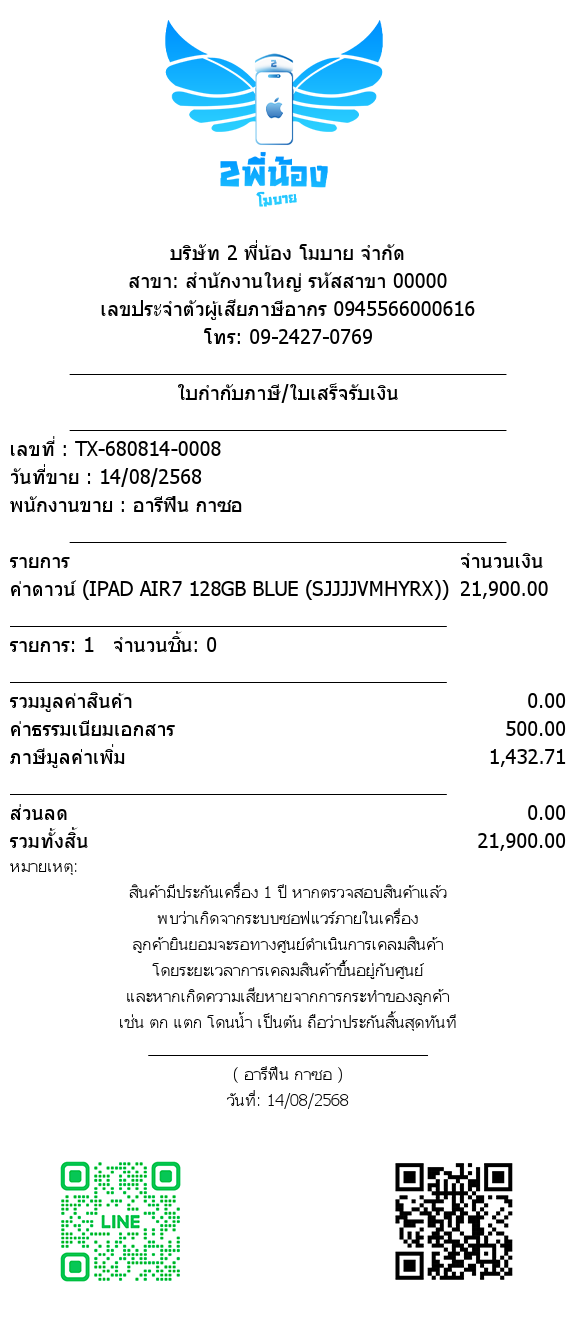 2
2พี่น้อง
โมบาย
บริษัท 2 พี่น้อง โมบาย จำกัด
สาขา: สำนักงานใหญ่ รหัสสาขา 00000
เลขประจำตัวผู้เสียภาษีอากร 0945566000616
โทร: 09-2427-0769
ใบกำกับภาษี/ใบเสร็จรับเงิน
เลขที่ : TX-680814-0008
วันที่ขาย : 14/08/2568
พนักงานขาย : อารีฟีน กาซอ
รายการ จำนวนเงิน
ค่าดาวน์ (IPAD AIR7 128GB BLUE (SJJJJVMHYRX)) 21,900.00
รายการ: 1 จำนวนชิ้น: 0
รวมมูลค่าสินค้า 0.00
ค่าธรรมเนียมเอกสาร 500.00
ภาษีมูลค่าเพิ่ม 1,432.71
ส่วนลด 0.00
รวมทั้งสิ้น 21,900.00
หมายเหตุ:
สินค้ามีประกันเครื่อง 1 ปี หากตรวจสอบสินค้าแล้ว
พบว่าเกิดจากระบบซอฟแวร์ภายในเครื่อง
ลูกค้ายินยอมจะรอทางศูนย์ดำเนินการเคลมสินค้า
โดยระยะเวลาการเคลมสินค้าขึ้นอยู่กับศูนย์
และหากเกิดความเสียหายจากการกระทำของลูกค้า
เช่น ตก แตก โดนน้ำ เป็นต้น ถือว่าประกันสิ้นสุดทันที
( อารีฟีน กาซอ )
วันที่: 14/08/2568
LINE